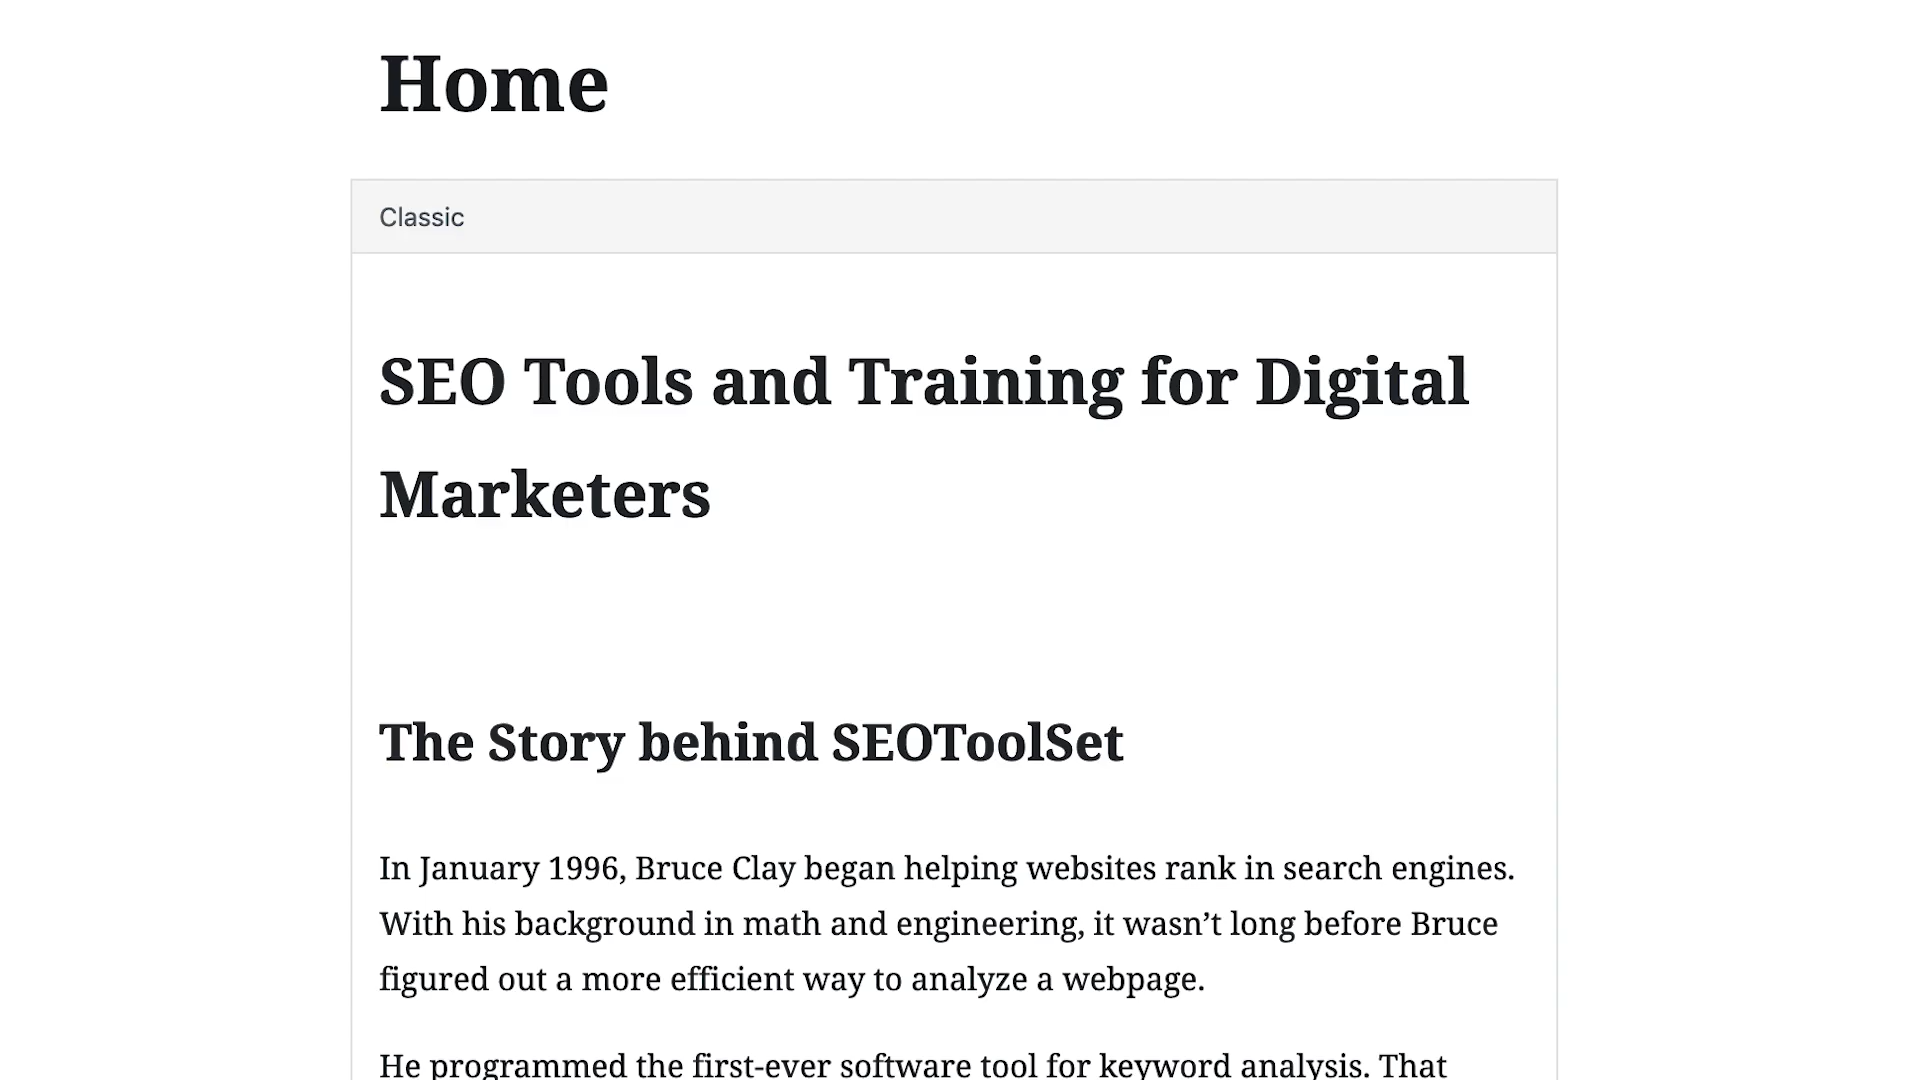 Home
Classic
SEO Tools and Training for Digital
Marketers
The Story behind SEOToolSet
In January 1996, Bruce Clay began helping websites rank in search engines.
With his background in math and engineering, it wasn’t long before Bruce
figured out a more efficient way to analyze a webpage.
He programmed the first-ever software tool for keyword analysis. That